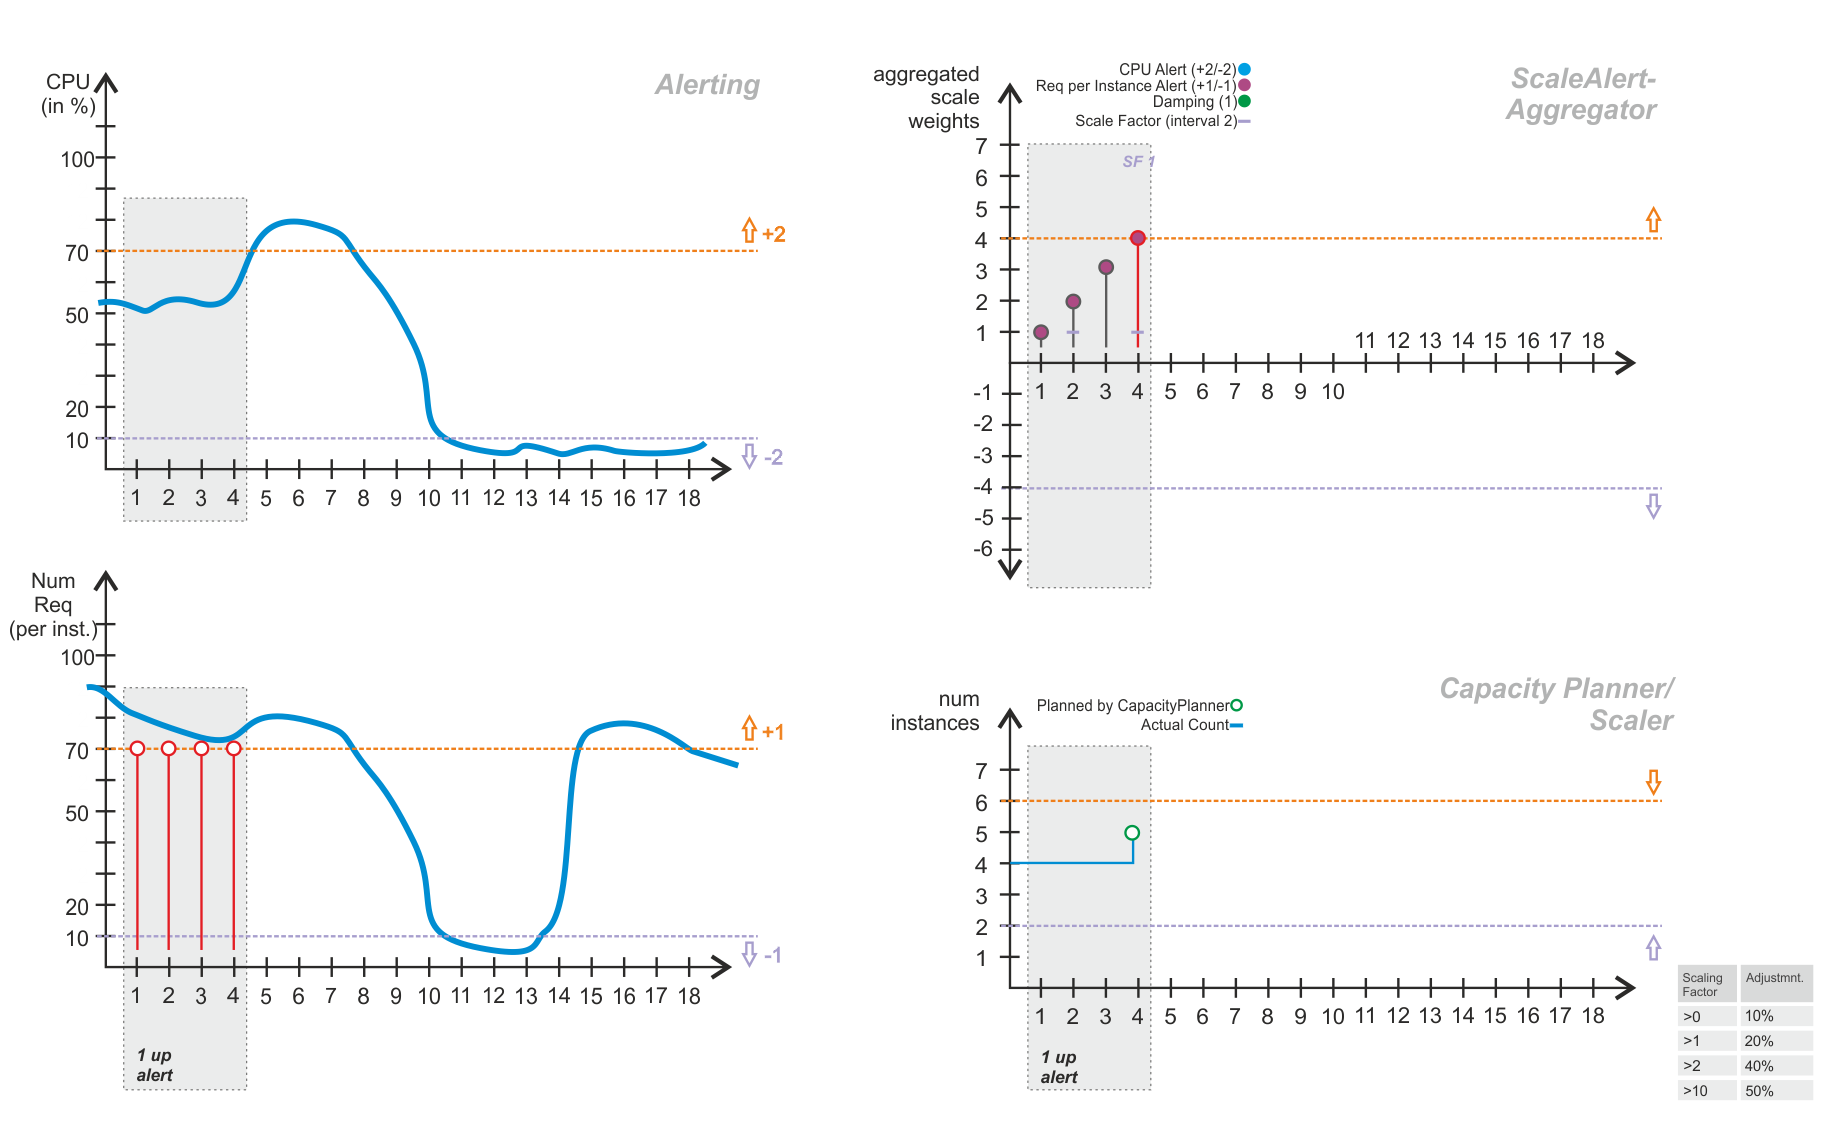 Alerting
CPU
(in %)
100
70
50
20
10
+2
-2
1 2 3 4 5 6 7 8 9 10 11 12 13 14 15 16 17 18
Num
Req
(per inst.)
100
70
50
20
10
+1
-1
1 2 3 4 5 6 7 8 9 10 11 12 13 14 15 16 17 18
1 up
alert
ScaleAlert-
Aggregator
aggregated
scale
weights
CPU Alert (+2/-2)
Req per Instance Alert (+1/-1)
Damping (1)
Scale Factor (interval 2)
SF 1
7
6
5
4
3
2
1
11 12 13 14 15 16 17 18
1 2 3 4 5 6 7 8 9 10
-1
-2
-3
-4
-5
-6
Capacity Planner/
Scaler
num
instances
Planned by CapacityPlanner
Actual Count
7
6
5
4
3
2
1
1 2 3 4 5 6 7 8 9 10 11 12 13 14 15 16 17 18
1 up
alert
Scaling
Factor
Adjustmnt.
>0 10%
>1 20%
>2 40%
>10 50%